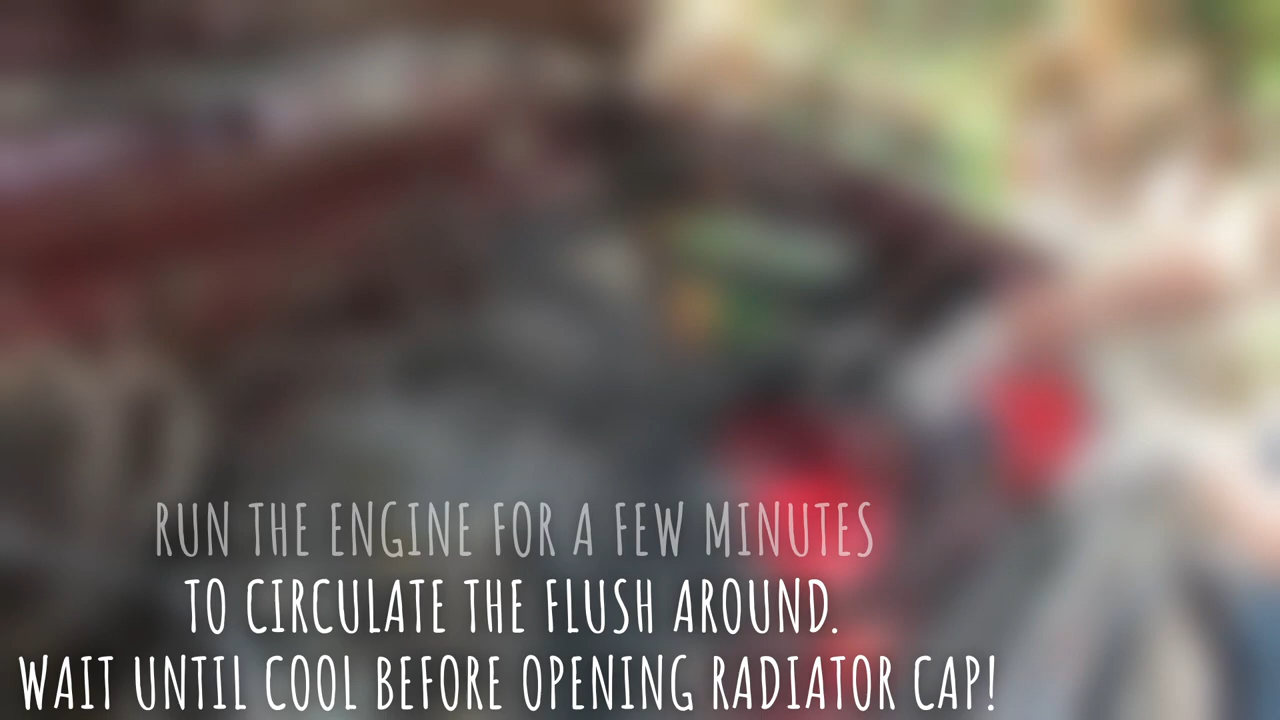 RUN THE ENGINE FOR A FEW MINUTES
TO CIRCULATE THE FLUSH AROUND.
WAIT UNTIL COOL BEFORE OPENING RADIATOR CAP!